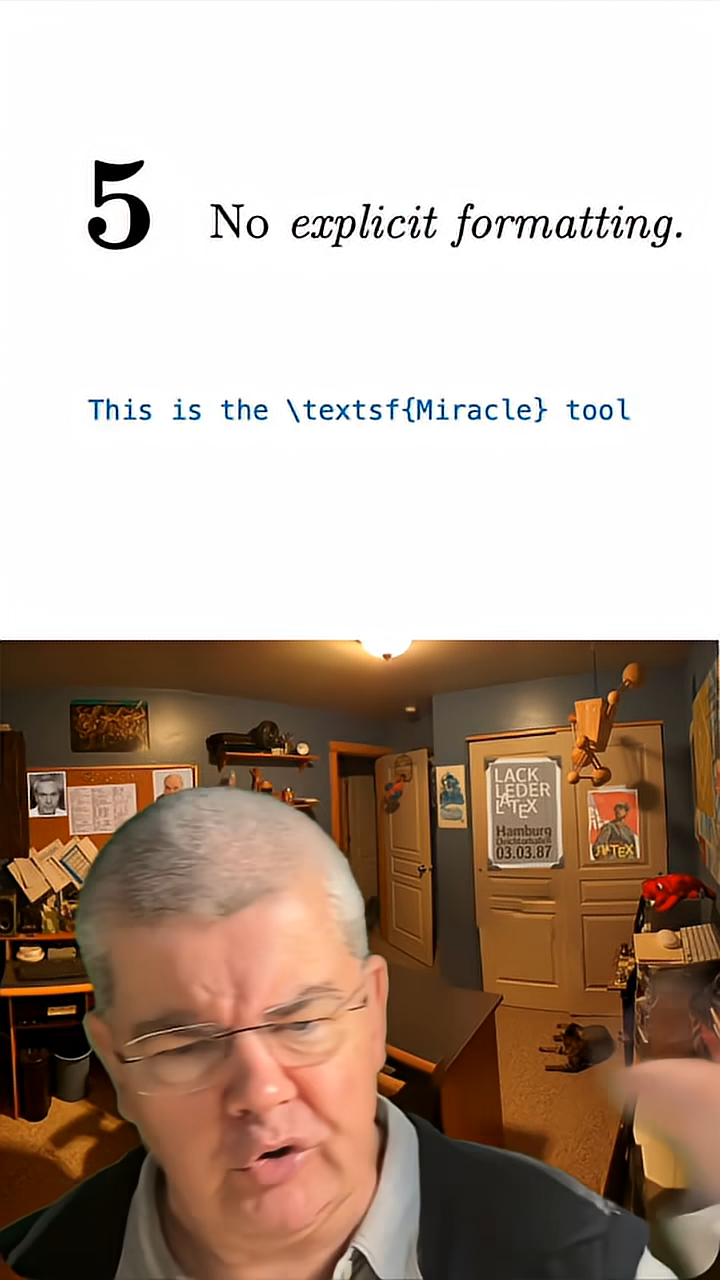 5 No explicit formatting.
This is the \textsf{Miracle} tool
LACK
LEDER
LATEX
Hamburg
03.03.87